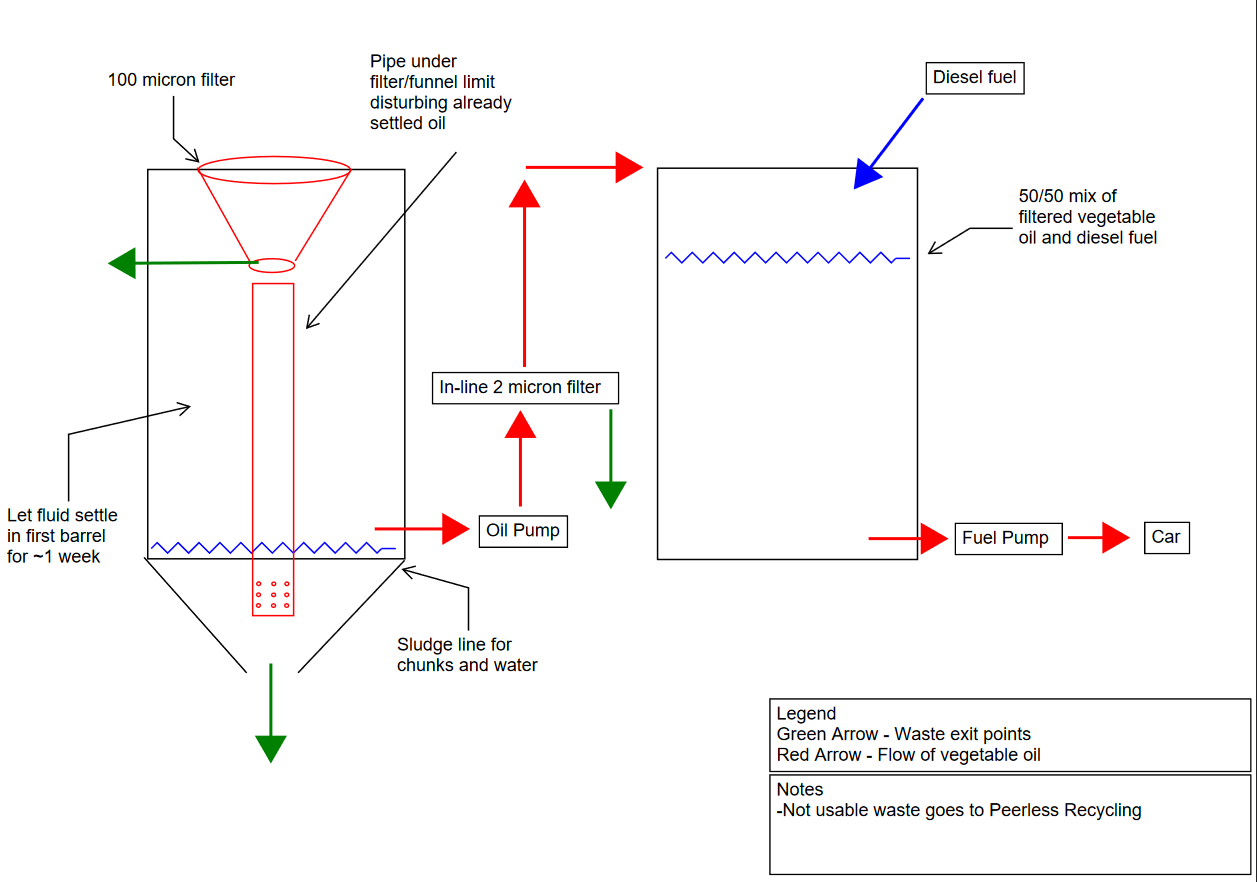 100 micron filter
Pipe under
filter/funnel limit
disturbing already
settled oil
Diesel fuel
50/50 mix of
filtered vegetable
oil and diesel fuel
In-line 2 micron filter
Let fluid settle
in first barrel
for ~1 week
Oil Pump
Fuel Pump
Car
Sludge line for
chunks and water
Legend
Green Arrow - Waste exit points
Red Arrow - Flow of vegetable oil
Notes
-Not usable waste goes to Peerless Recycling